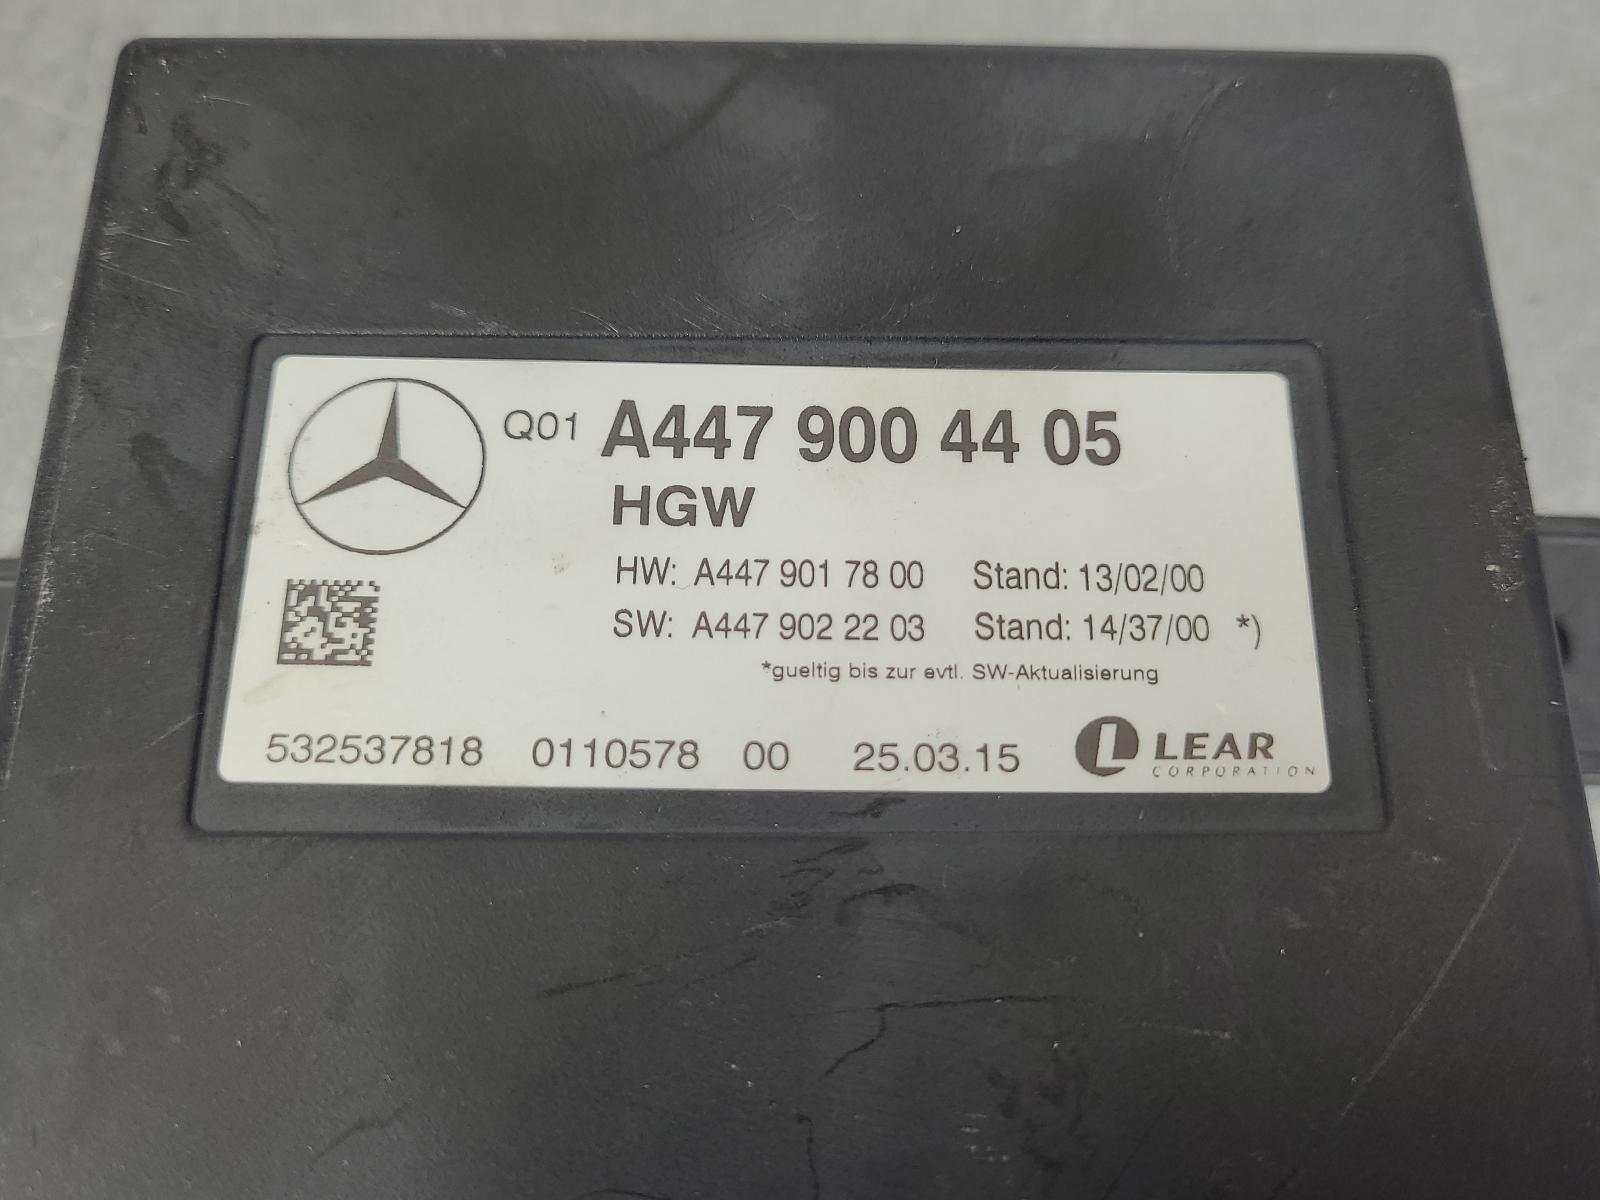 Q01 A447 900 44 05
HGW
HW: A447 901 78 00 Stand: 13/02/00
SW: A447 902 22 03 Stand: 14/37/00 *)
*gueltig bis zur evtl. SW-Aktualisierung
532537818 0110578 00 25.03.15 LEAR
CORPORATION